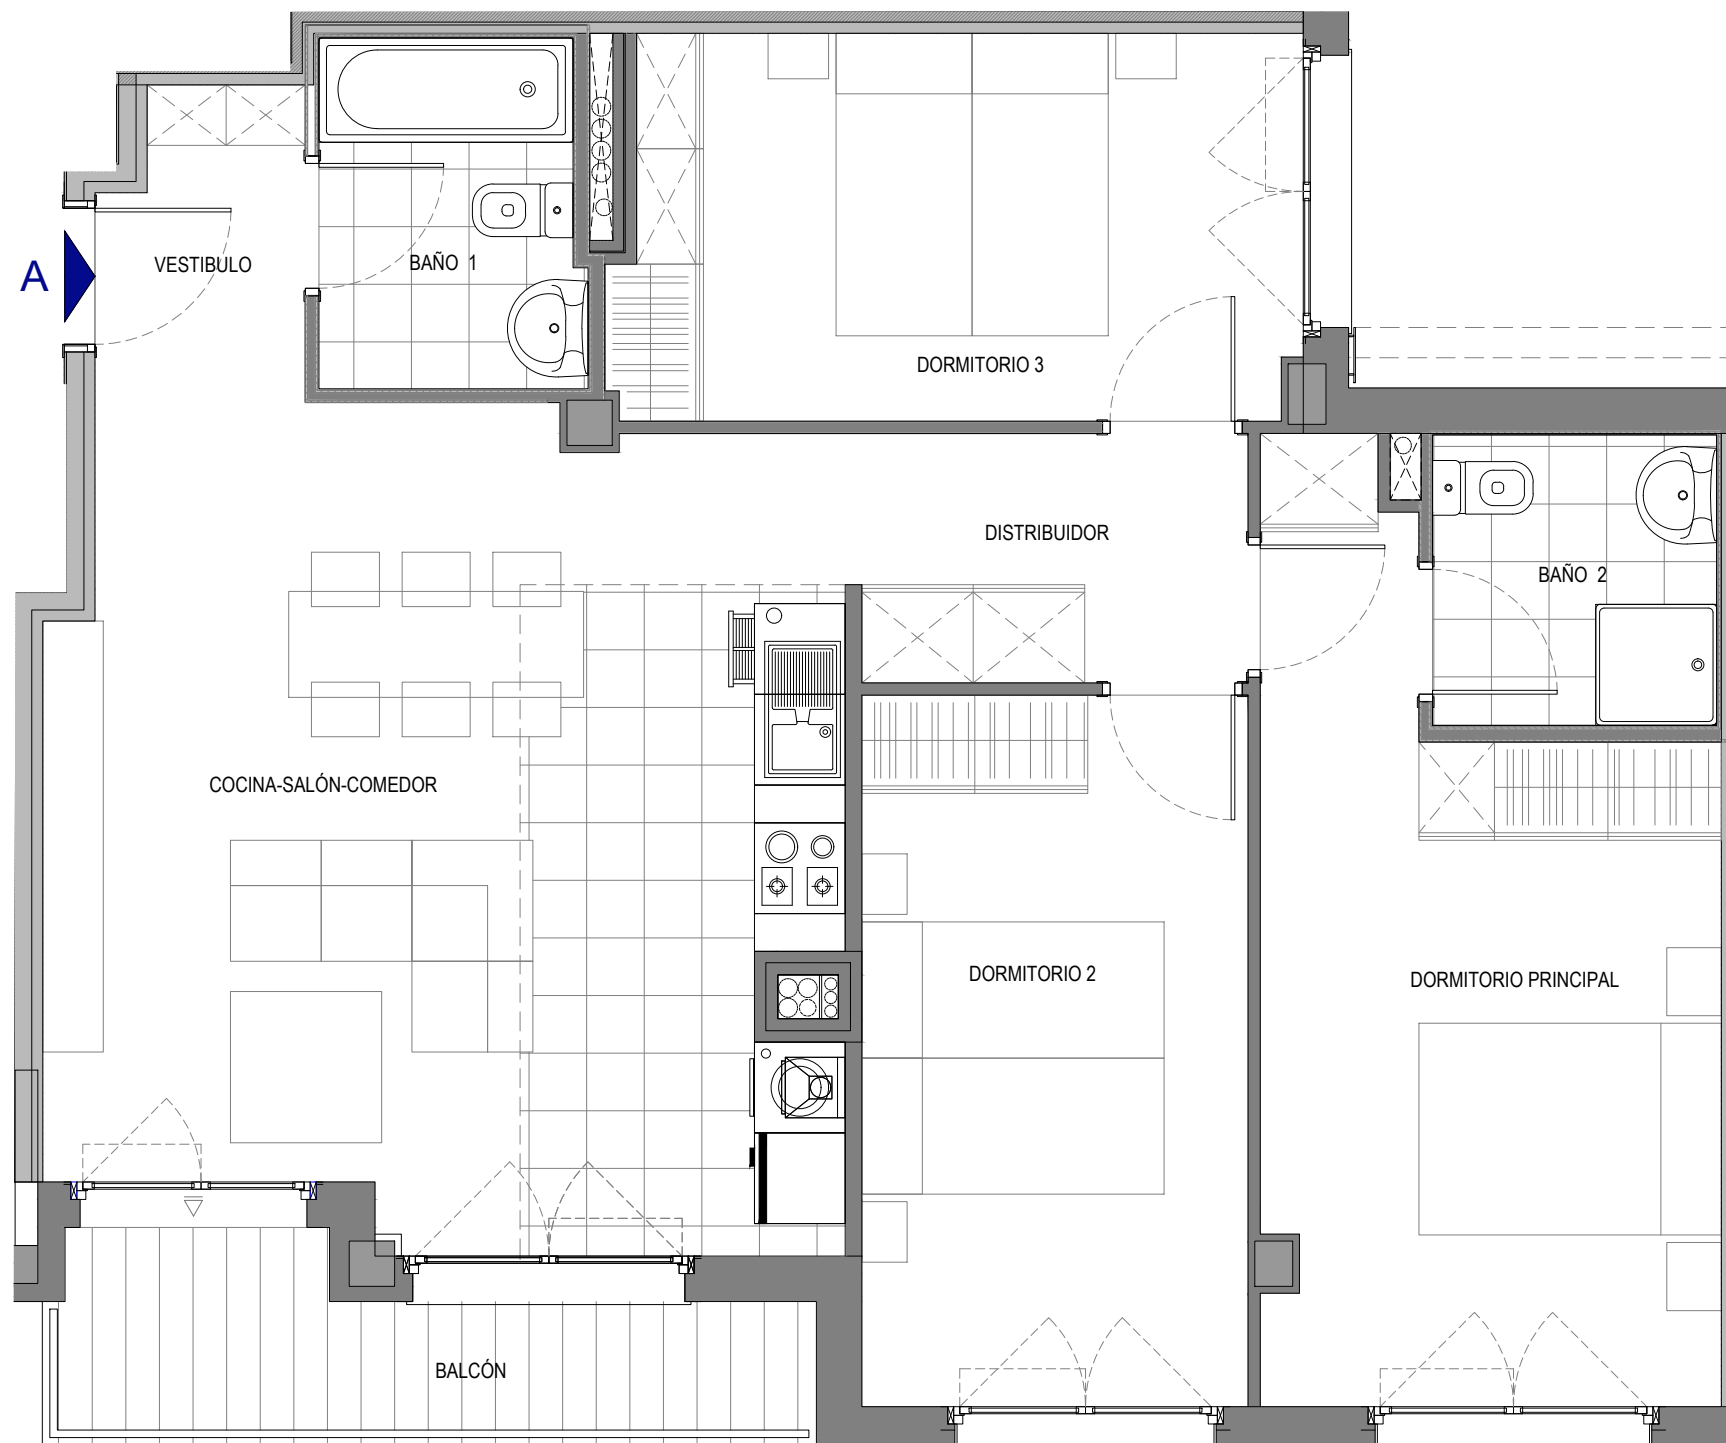 A
VESTIBULO
BAÑO 1
DORMITORIO 3
DISTRIBUIDOR
BAÑO 2
COCINA-SALÓN-COMEDOR
DORMITORIO 2
DORMITORIO PRINCIPAL
BALCÓN